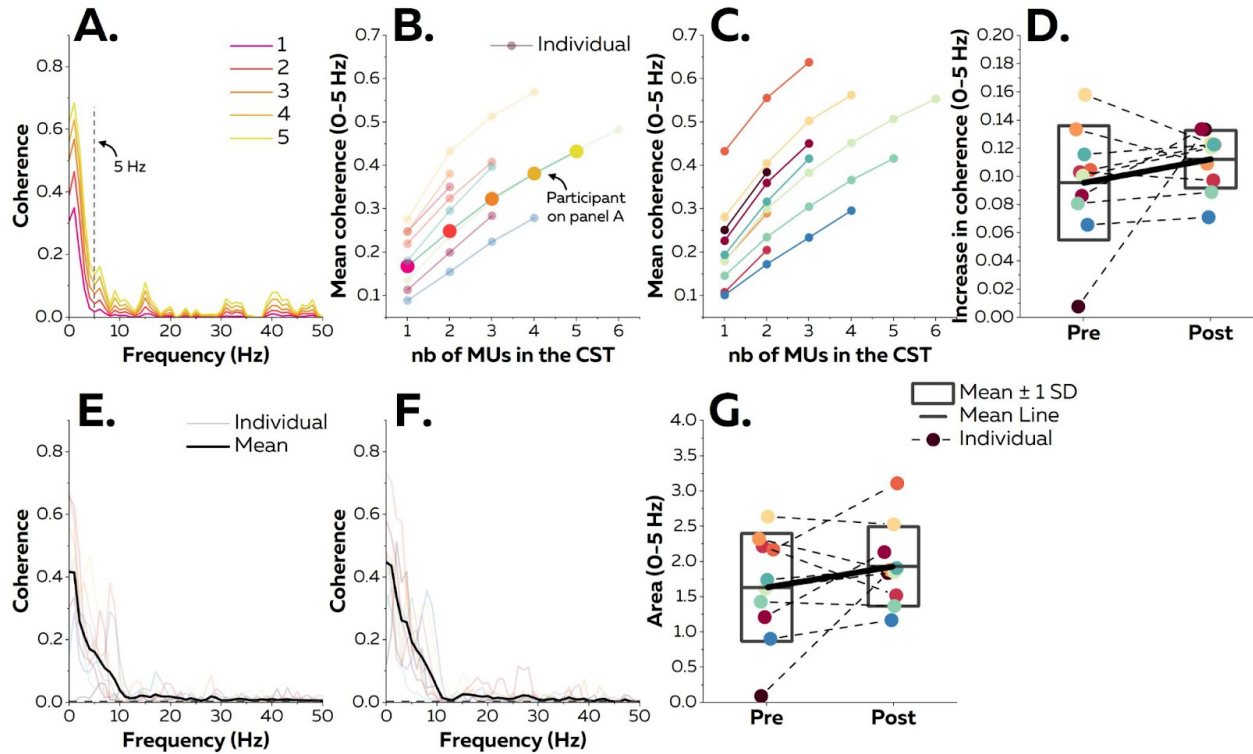 A.
Coherence
0.8
0.6
0.4
0.2
0.0
0 10 20 30 40 50
Frequency (Hz)
1
2
3
4
5
5 Hz
B.
Mean coherence (0–5 Hz)
0.7
0.6
0.5
0.4
0.3
0.2
0.1
1 2 3 4 5 6
nb of MUs in the CST
Individual
Participant
on panel A
C.
Mean coherence (0–5 Hz)
0.7
0.6
0.5
0.4
0.3
0.2
0.1
1 2 3 4 5 6
nb of MUs in the CST
D.
Increase in coherence (0–5 Hz)
0.20
0.18
0.16
0.14
0.12
0.10
0.08
0.06
0.04
0.02
0.00
Pre Post
E.
Coherence
0.8
0.6
0.4
0.2
0.0
0 10 20 30 40 50
Frequency (Hz)
Individual
Mean
F.
Coherence
0.8
0.6
0.4
0.2
0.0
0 10 20 30 40 50
Frequency (Hz)
G.
Area (0–5 Hz)
4.0
3.5
3.0
2.5
2.0
1.5
1.0
0.5
0.0
Pre Post
Mean ± 1 SD
Mean Line
Individual